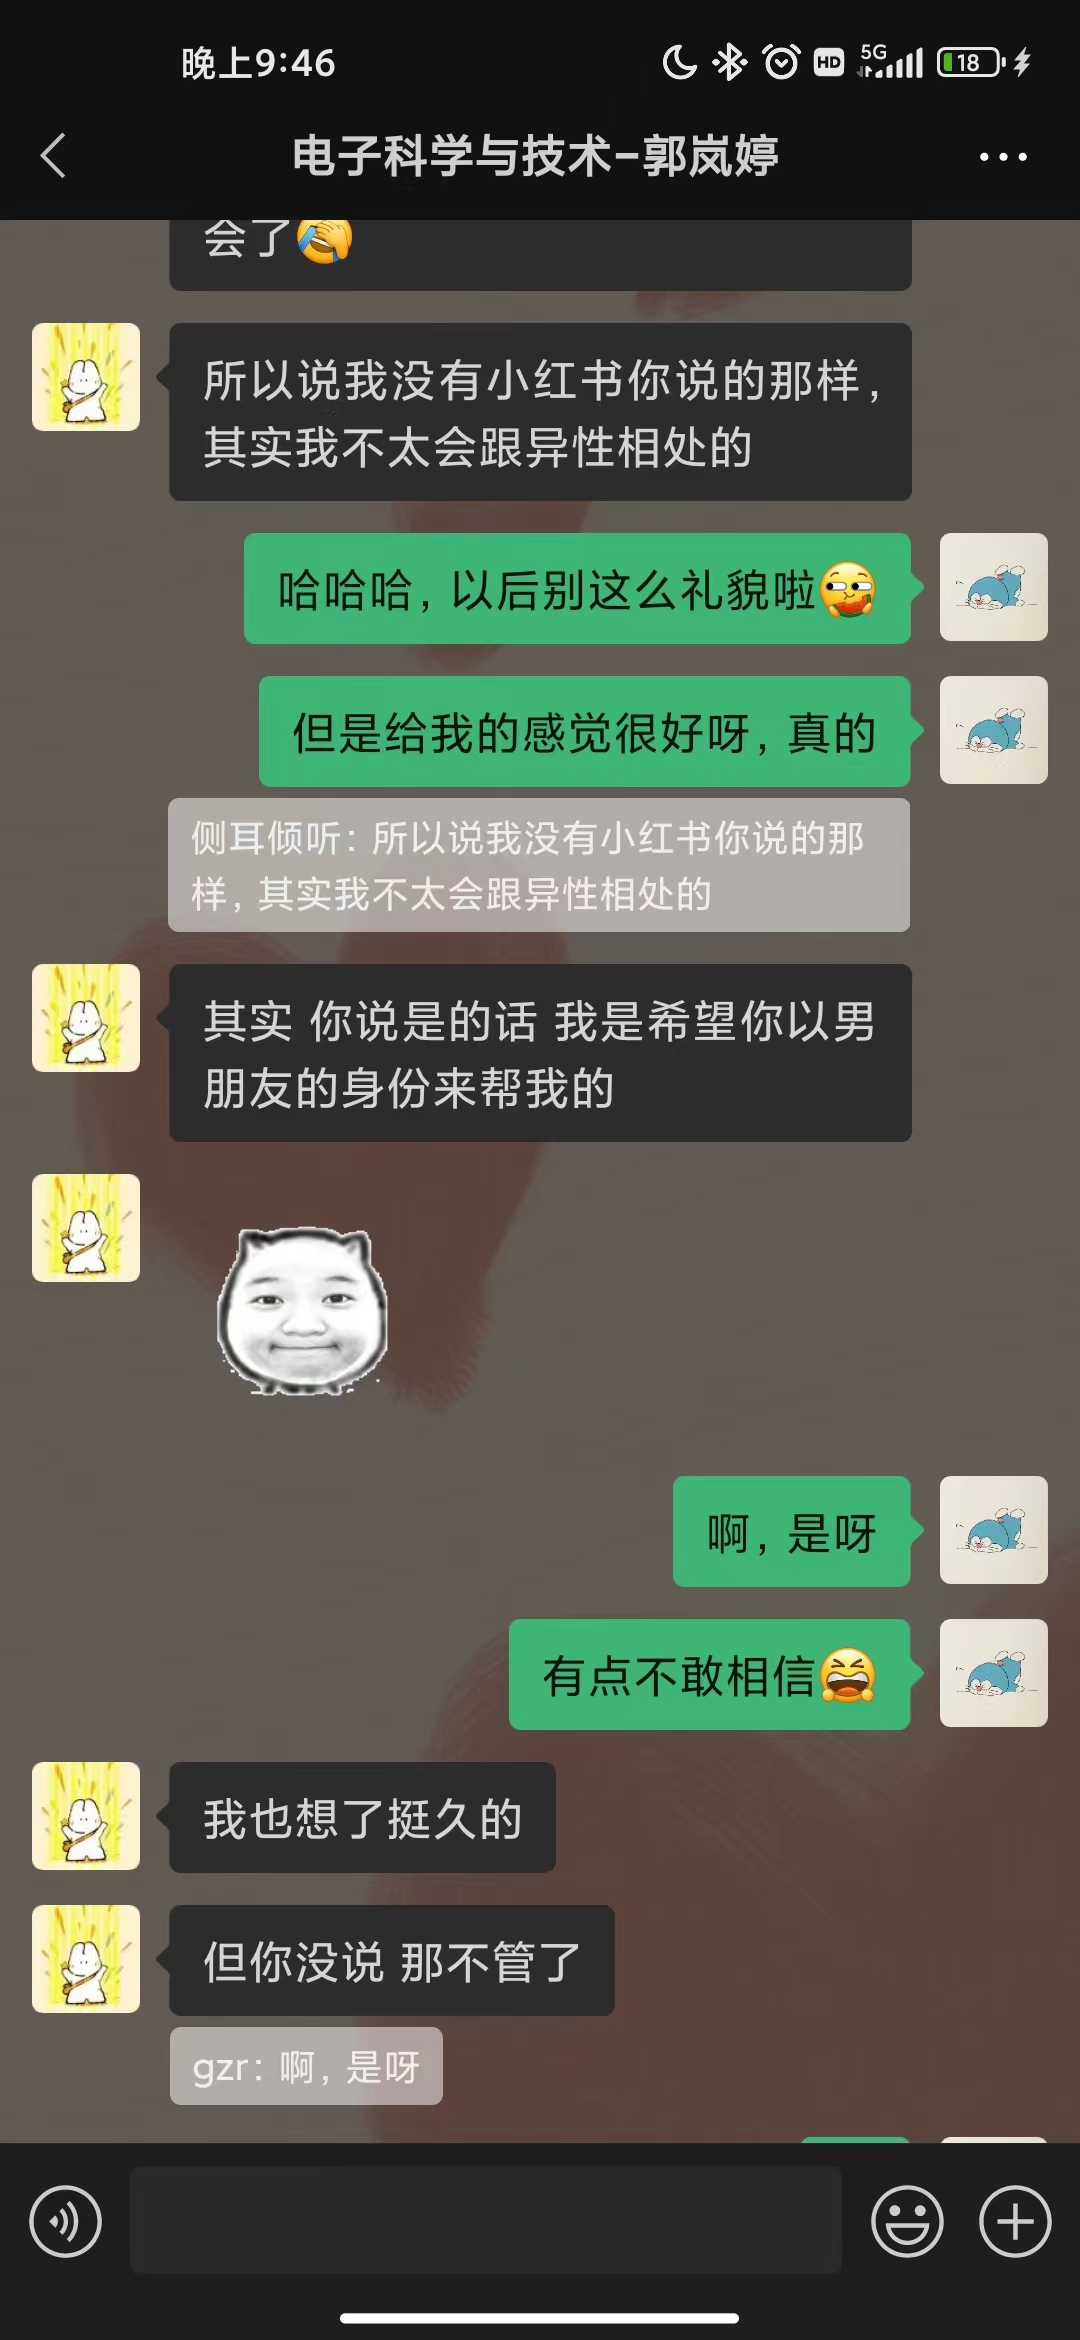 晚上9:46
HD
5G
18
电子科学与技术-郭岚婷
会了
所以说我没有小红书你说的那样,
其实我不太会跟异性相处的
哈哈哈, 以后别这么礼貌啦
但是给我的感觉很好呀, 真的
侧耳倾听: 所以说我没有小红书你说的那
样, 其实我不太会跟异性相处的
其实 你说是的话 我是希望你以男
朋友的身份来帮我的
啊, 是呀
有点不敢相信
我也想了挺久的
但你没说 那不管了
gzr: 啊, 是呀